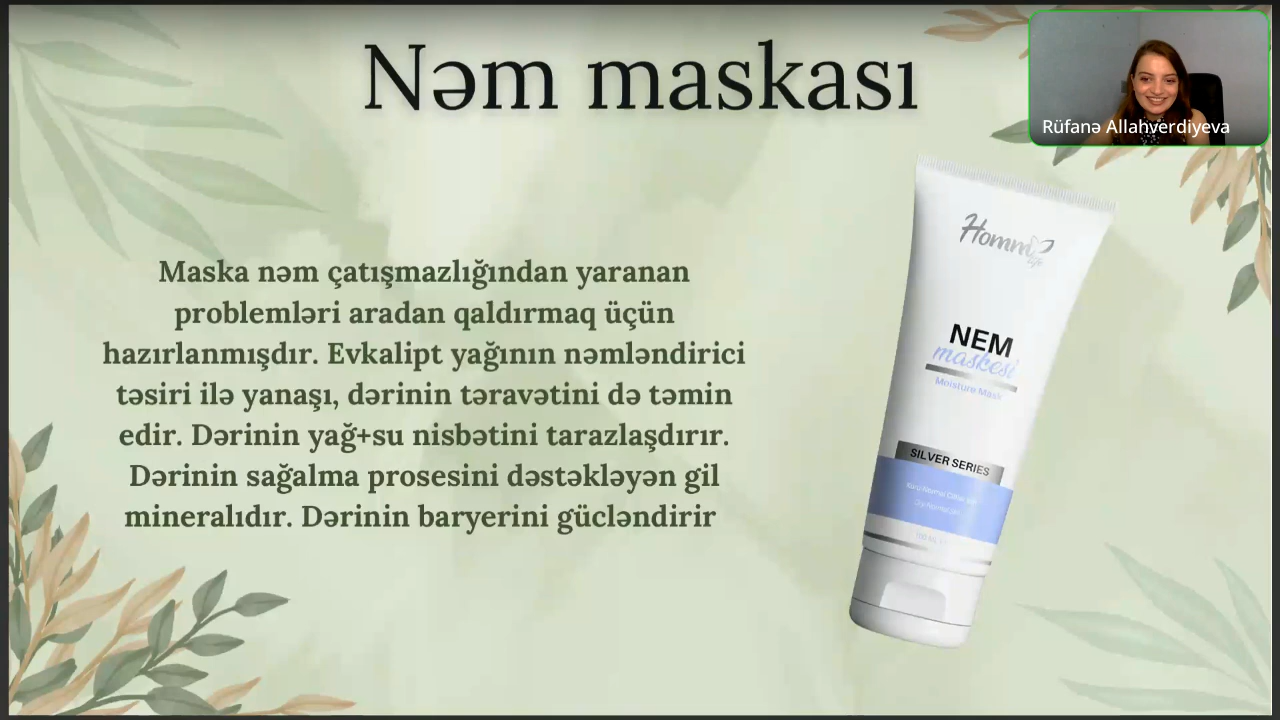 Nəm maskası
Rüfanə Allahverdiyeva
Maska nəm çatışmazlığından yaranan
problemləri aradan qaldırmaq üçün
hazırlanmışdır. Evkalipt yağının nəmləndirici
təsiri ilə yanaşı, dərinin təravətini də təmin
edir. Dərinin yağ+su nisbətini tarazlaşdırır.
Dərinin sağalma prosesini dəstəkləyən gil
mineralıdır. Dərinin baryerini gücləndirir
Homm
life
NEM
maskesi
Moisture Mask
SILVER SERIES